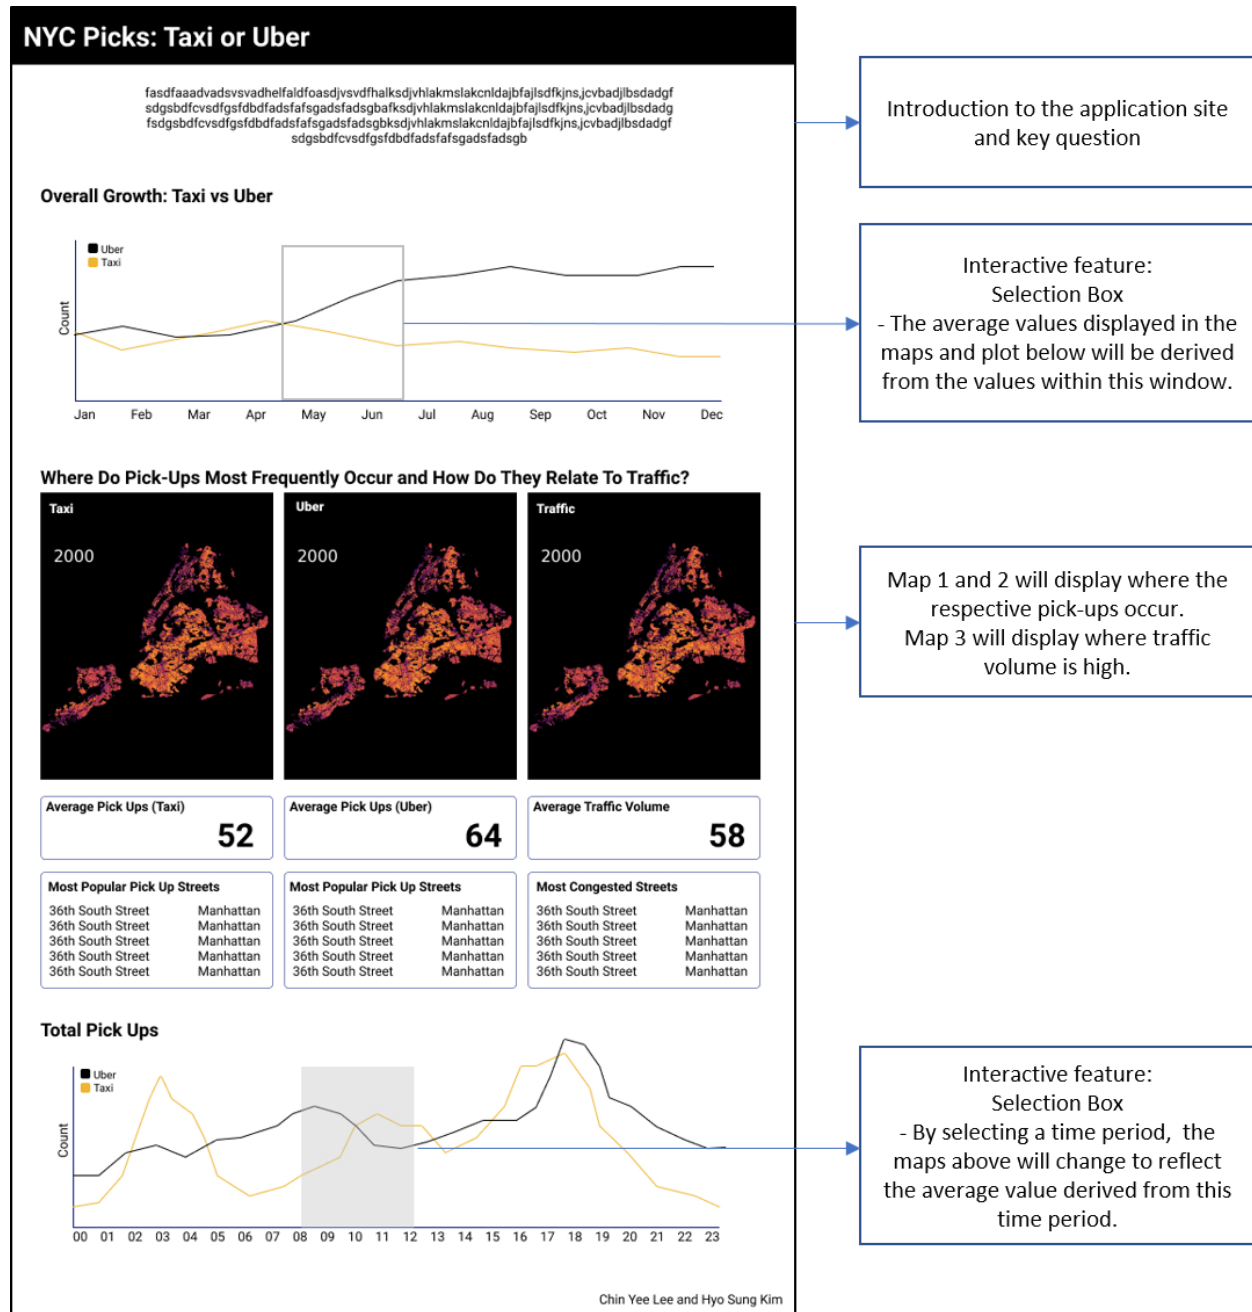 NYC Picks: Taxi or Uber
fasdfaaadvadsvsvadhelfaldfoasdjvsvdfhalksdjvhlakmslakcnldajbfajlsdfkjns,jcvbadjlbsdadgf
sdgsbdfcvsdfgsfdbdfadsfafsgadsfadsgbafksdjvhlakmslakcnldajbfajlsdfkjns,jcvbadjlbsdadg
fsdgsbdfcvsdfgsfdbdfadsfafsgadsfadsgbksdjvhlakmslakcnldajbfajlsdfkjns,jcvbadjlbsdadgf
sdgsbdfcvsdfgsfdbdfadsfafsgadsfadsgb
Introduction to the application site
and key question
Overall Growth: Taxi vs Uber
Uber
Taxi
Count
Jan Feb Mar Apr May Jun Jul Aug Sep Oct Nov Dec
Interactive feature:
Selection Box
- The average values displayed in the
maps and plot below will be derived
from the values within this window.
Where Do Pick-Ups Most Frequently Occur and How Do They Relate To Traffic?
Taxi Uber Traffic
2000 2000 2000
Map 1 and 2 will display where the
respective pick-ups occur.
Map 3 will display where traffic
volume is high.
Average Pick Ups (Taxi) Average Pick Ups (Uber) Average Traffic Volume
52 64 58
Most Popular Pick Up Streets Most Popular Pick Up Streets Most Congested Streets
36th South Street Manhattan 36th South Street Manhattan 36th South Street Manhattan
36th South Street Manhattan 36th South Street Manhattan 36th South Street Manhattan
36th South Street Manhattan 36th South Street Manhattan 36th South Street Manhattan
36th South Street Manhattan 36th South Street Manhattan 36th South Street Manhattan
36th South Street Manhattan 36th South Street Manhattan 36th South Street Manhattan
Total Pick Ups
Uber
Taxi
Count
00 01 02 03 04 05 06 07 08 09 10 11 12 13 14 15 16 17 18 19 20 21 22 23
Interactive feature:
Selection Box
- By selecting a time period, the
maps above will change to reflect
the average value derived from this
time period.
Chin Yee Lee and Hyo Sung Kim